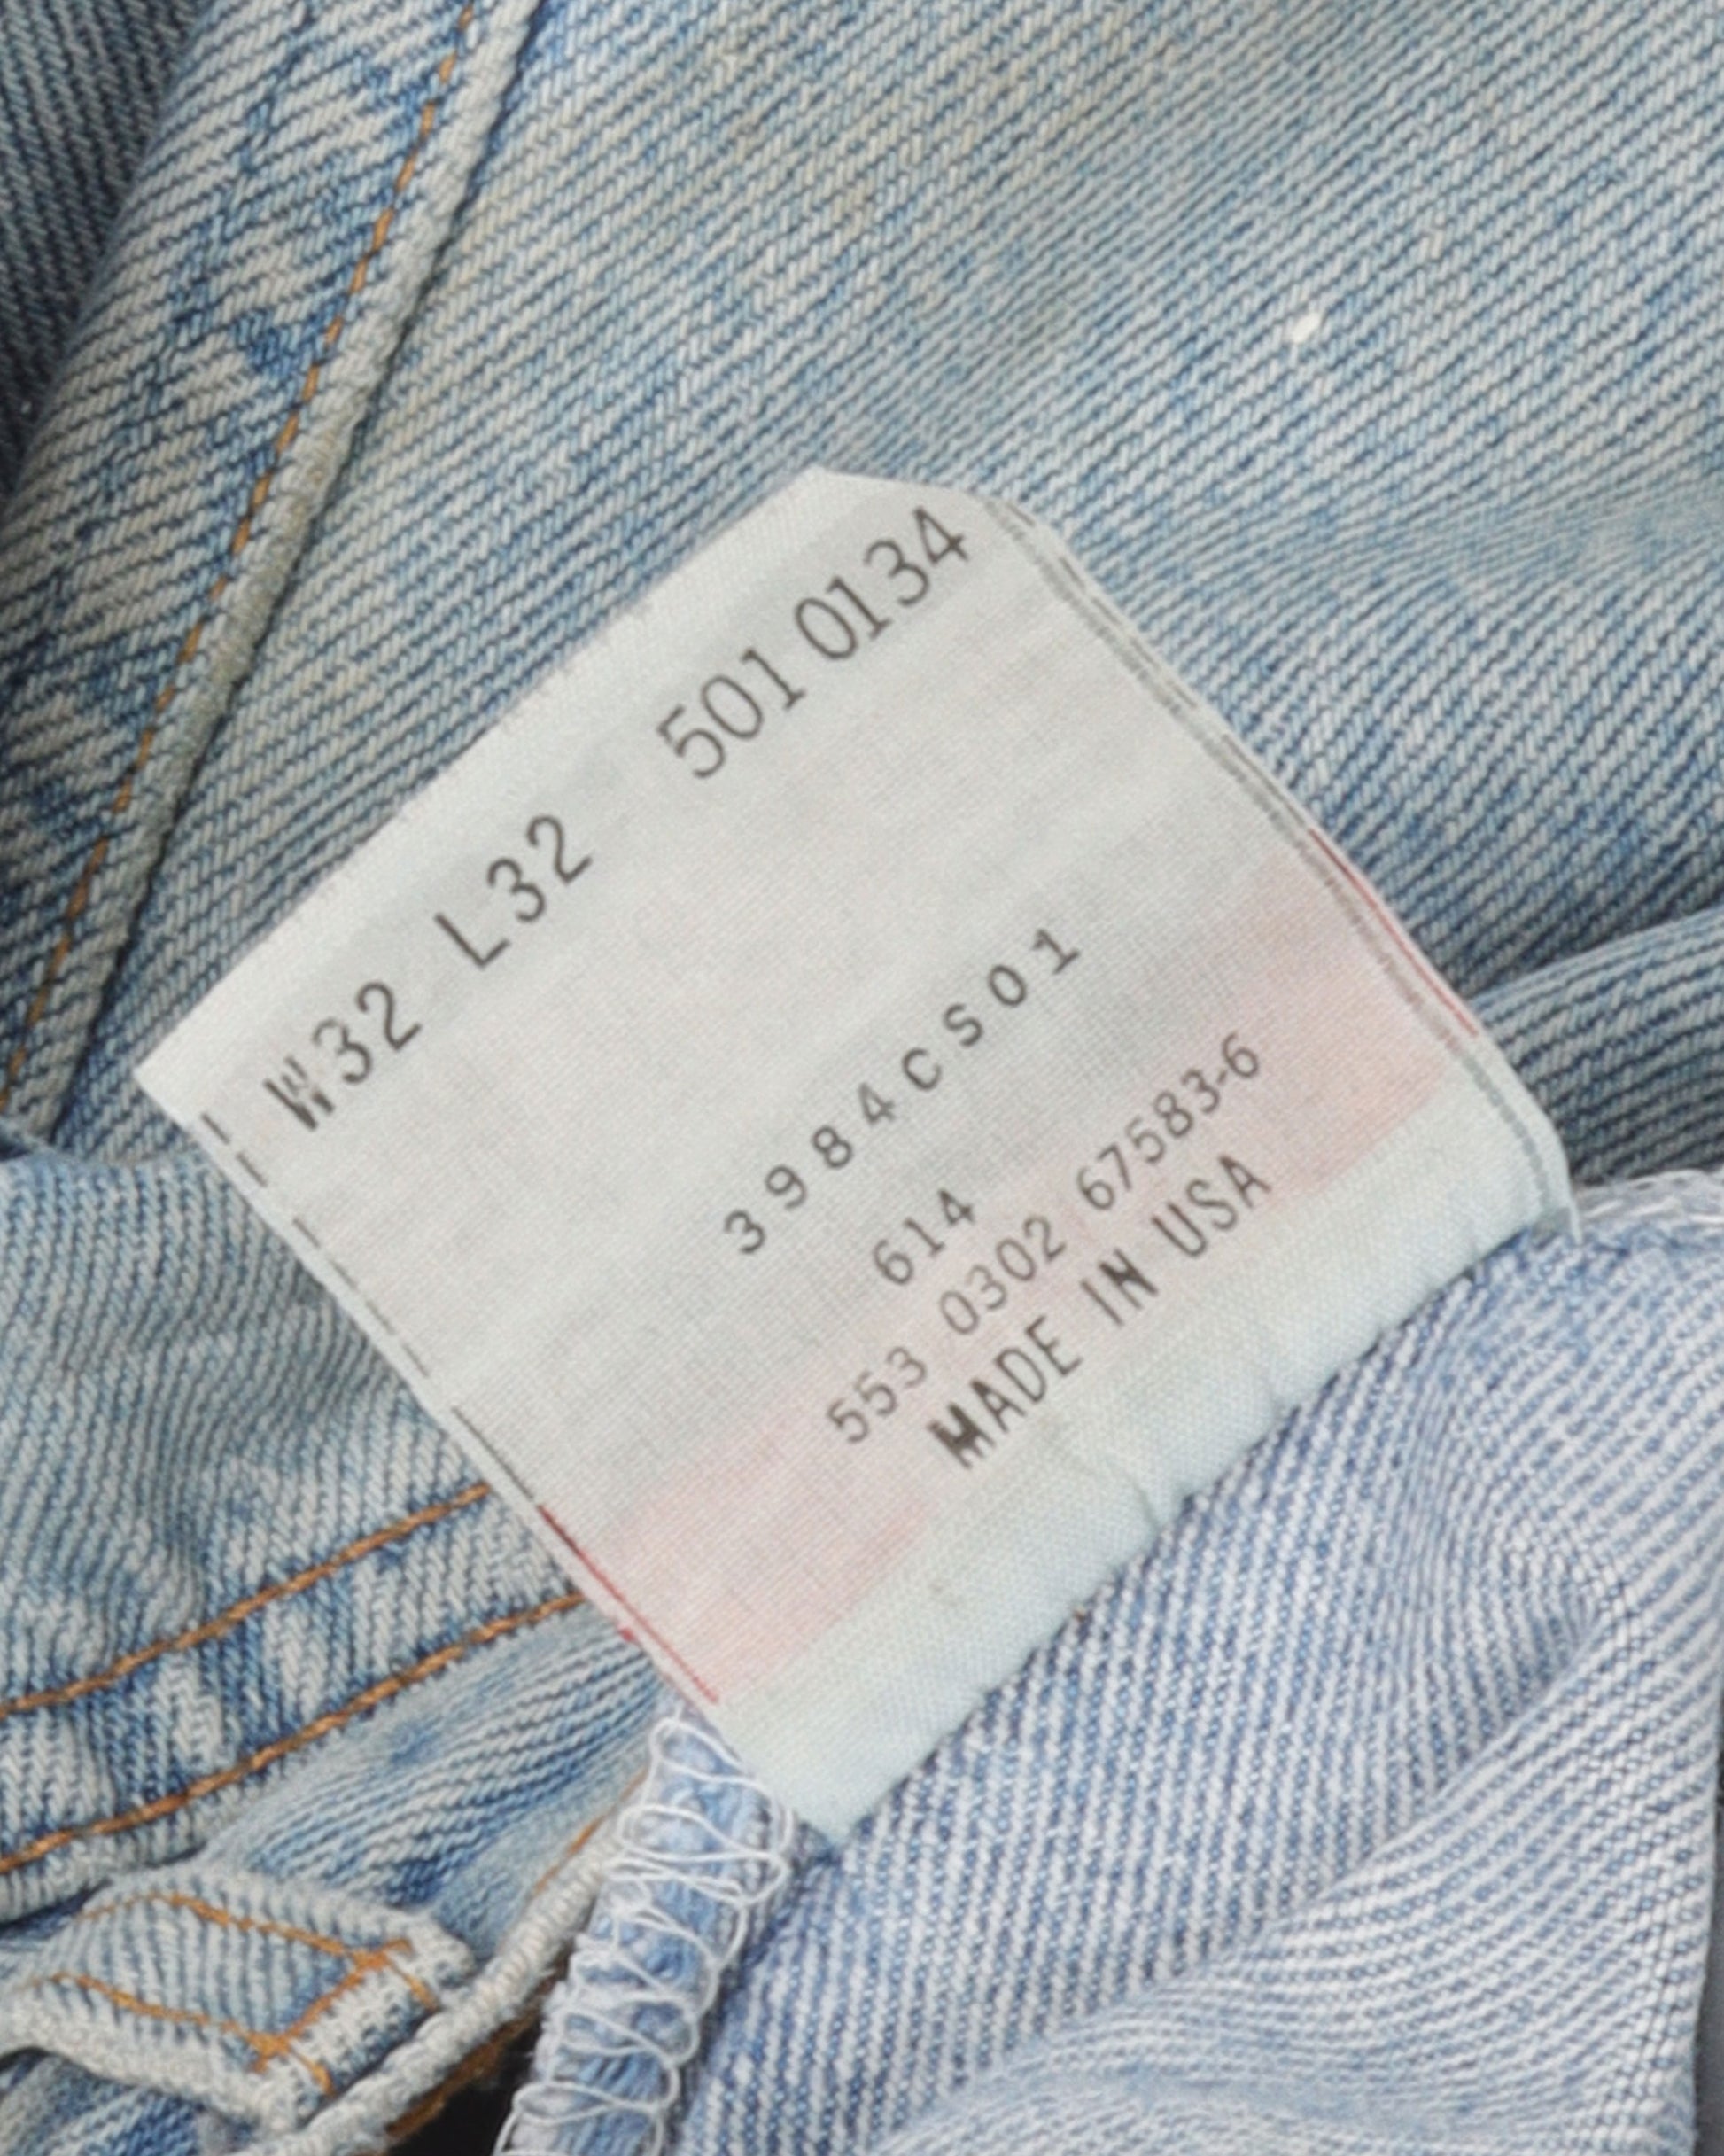 W32 L32 501 0134
3984CS01
614
553 0302 67583-6
MADE IN USA